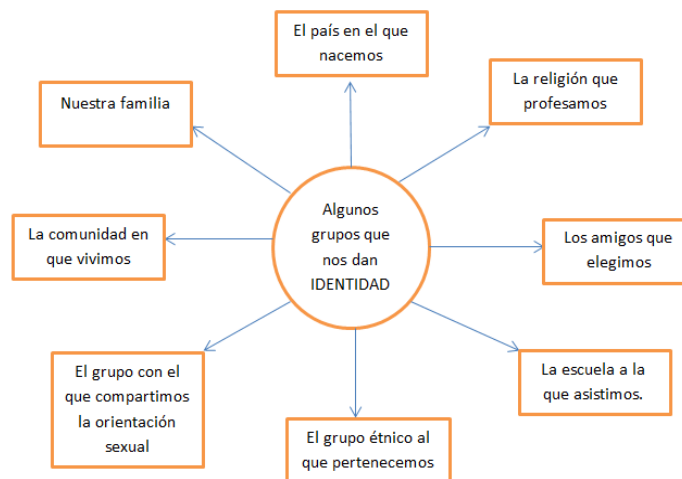 El país en el que
nacemos
La religión que
profesamos
Nuestra familia
Algunos
grupos que
nos dan
IDENTIDAD
La comunidad en
que vivimos
Los amigos que
elegimos
El grupo con el
que compartimos
la orientación
sexual
La escuela a la
que asistimos.
El grupo étnico al
que pertenecemos